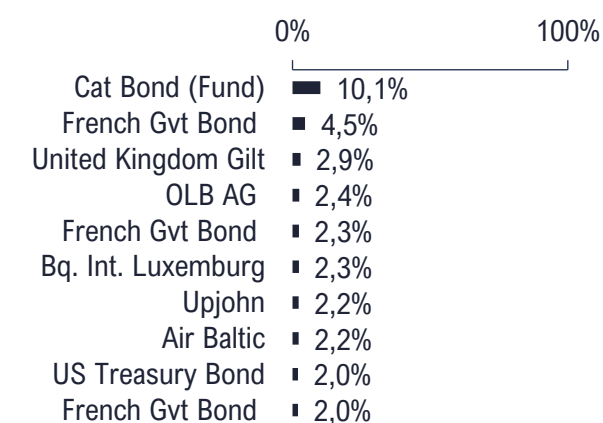 0% 100%
Cat Bond (Fund) 10,1%
French Gvt Bond 4,5%
United Kingdom Gilt 2,9%
OLB AG 2,4%
French Gvt Bond 2,3%
Bq. Int. Luxemburg 2,3%
Upjohn 2,2%
Air Baltic 2,2%
US Treasury Bond 2,0%
French Gvt Bond 2,0%